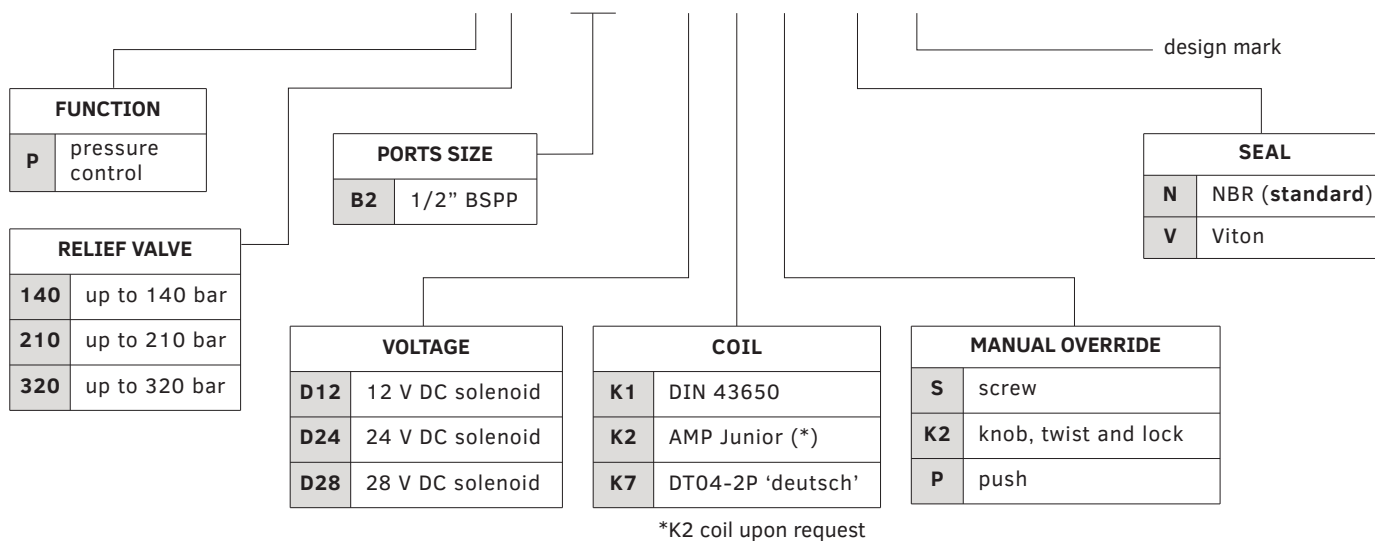 design mark
FUNCTION
P pressure
control
PORTS SIZE
B2 1/2” BSPP
SEAL
N NBR (standard)
V Viton
RELIEF VALVE
140 up to 140 bar
210 up to 210 bar
320 up to 320 bar
VOLTAGE
D12 12 V DC solenoid
D24 24 V DC solenoid
D28 28 V DC solenoid
COIL
K1 DIN 43650
K2 AMP Junior (*)
K7 DT04-2P ‘deutsch’
*K2 coil upon request
MANUAL OVERRIDE
S screw
K2 knob, twist and lock
P push